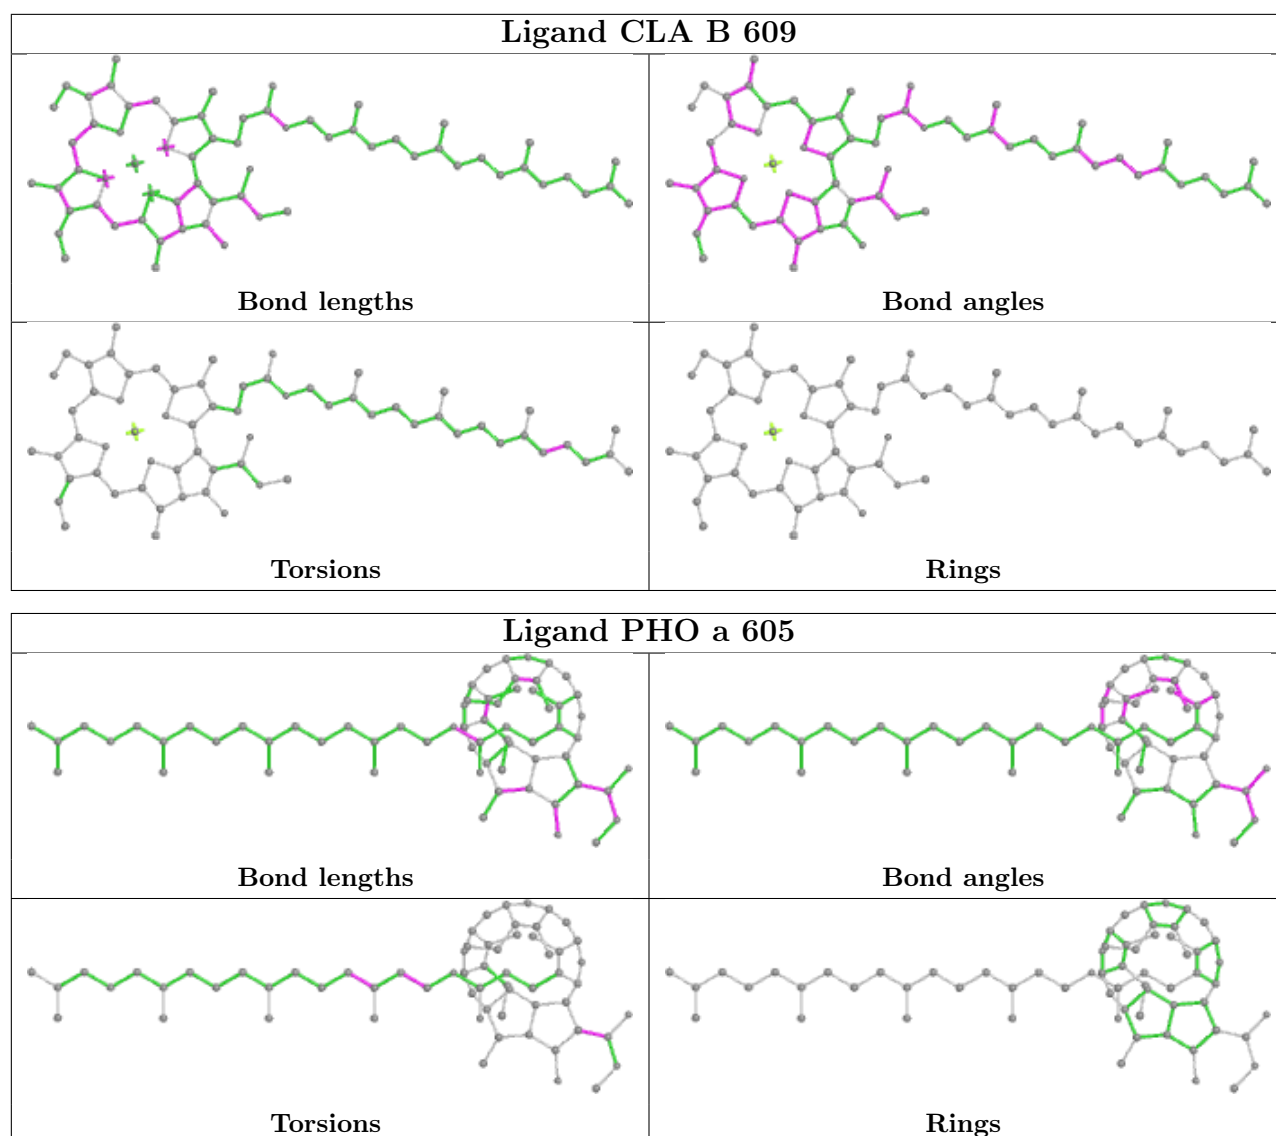 Ligand CLA B 609
Bond lengths
Bond angles
Torsions
Rings
Ligand PHO a 605
Bond lengths
Bond angles
Torsions
Rings